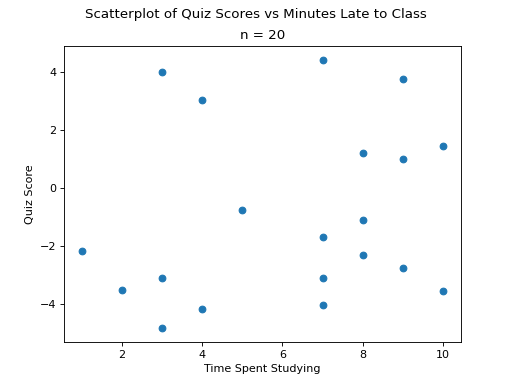 Scatterplot of Quiz Scores vs Minutes Late to Class
n = 20
4
2
0
−2
−4
Quiz Score
2 4 6 8 10
Time Spent Studying